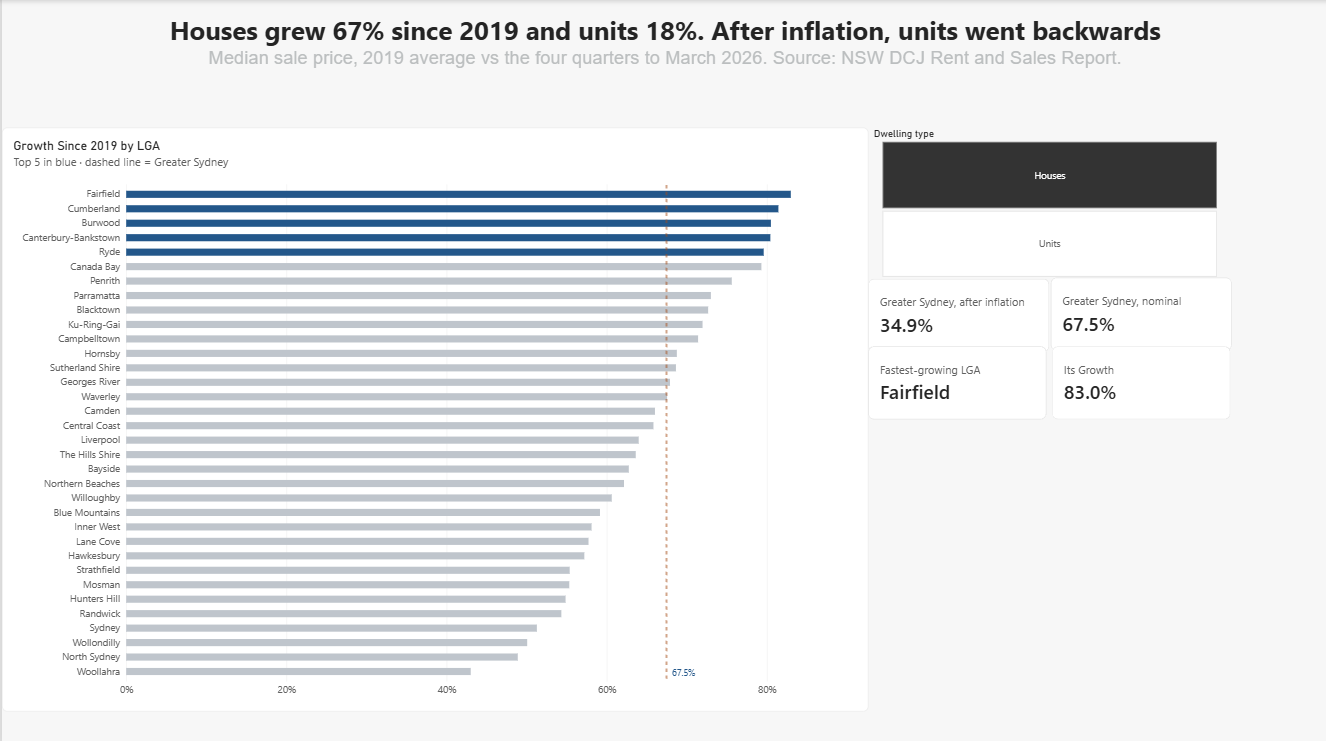 Houses grew 67% since 2019 and units 18%. After inflation, units went backwards
Median sale price, 2019 average vs the four quarters to March 2026. Source: NSW DCJ Rent and Sales Report.
Growth Since 2019 by LGA
Top 5 in blue · dashed line = Greater Sydney
Fairfield
Cumberland
Burwood
Canterbury-Bankstown
Ryde
Canada Bay
Penrith
Parramatta
Blacktown
Ku-Ring-Gai
Campbelltown
Hornsby
Sutherland Shire
Georges River
Waverley
Camden
Central Coast
Liverpool
The Hills Shire
Bayside
Northern Beaches
Willoughby
Blue Mountains
Inner West
Lane Cove
Hawkesbury
Strathfield
Mosman
Hunters Hill
Randwick
Sydney
Wollondilly
North Sydney
Woollahra
67.5%
0% 20% 40% 60% 80%
Dwelling type
Houses
Units
Greater Sydney, after inflation
34.9%
Greater Sydney, nominal
67.5%
Fastest-growing LGA
Fairfield
Its Growth
83.0%